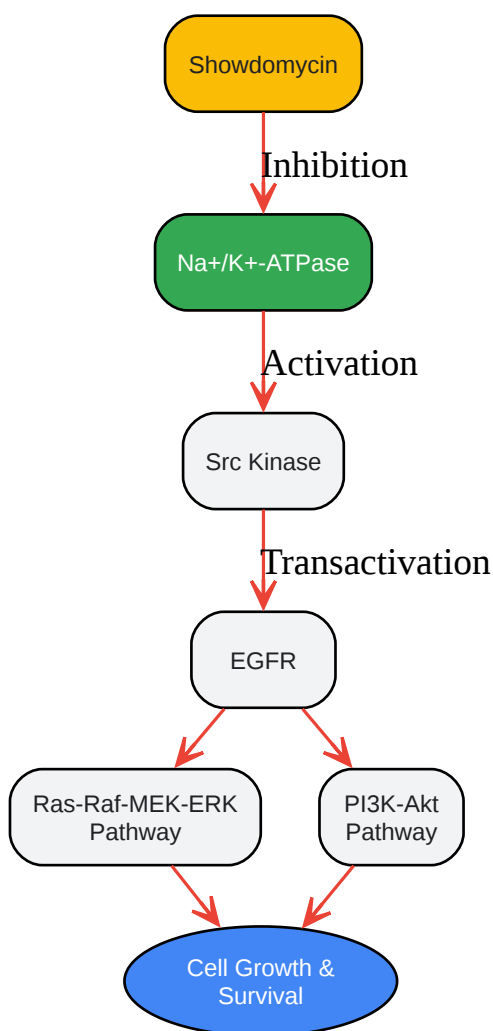 Showdomycin
Inhibition
Na+/K+-ATPase
Activation
Src Kinase
Transactivation
EGFR
Ras-Raf-MEK-ERK
Pathway
PI3K-Akt
Pathway
Cell Growth &
Survival